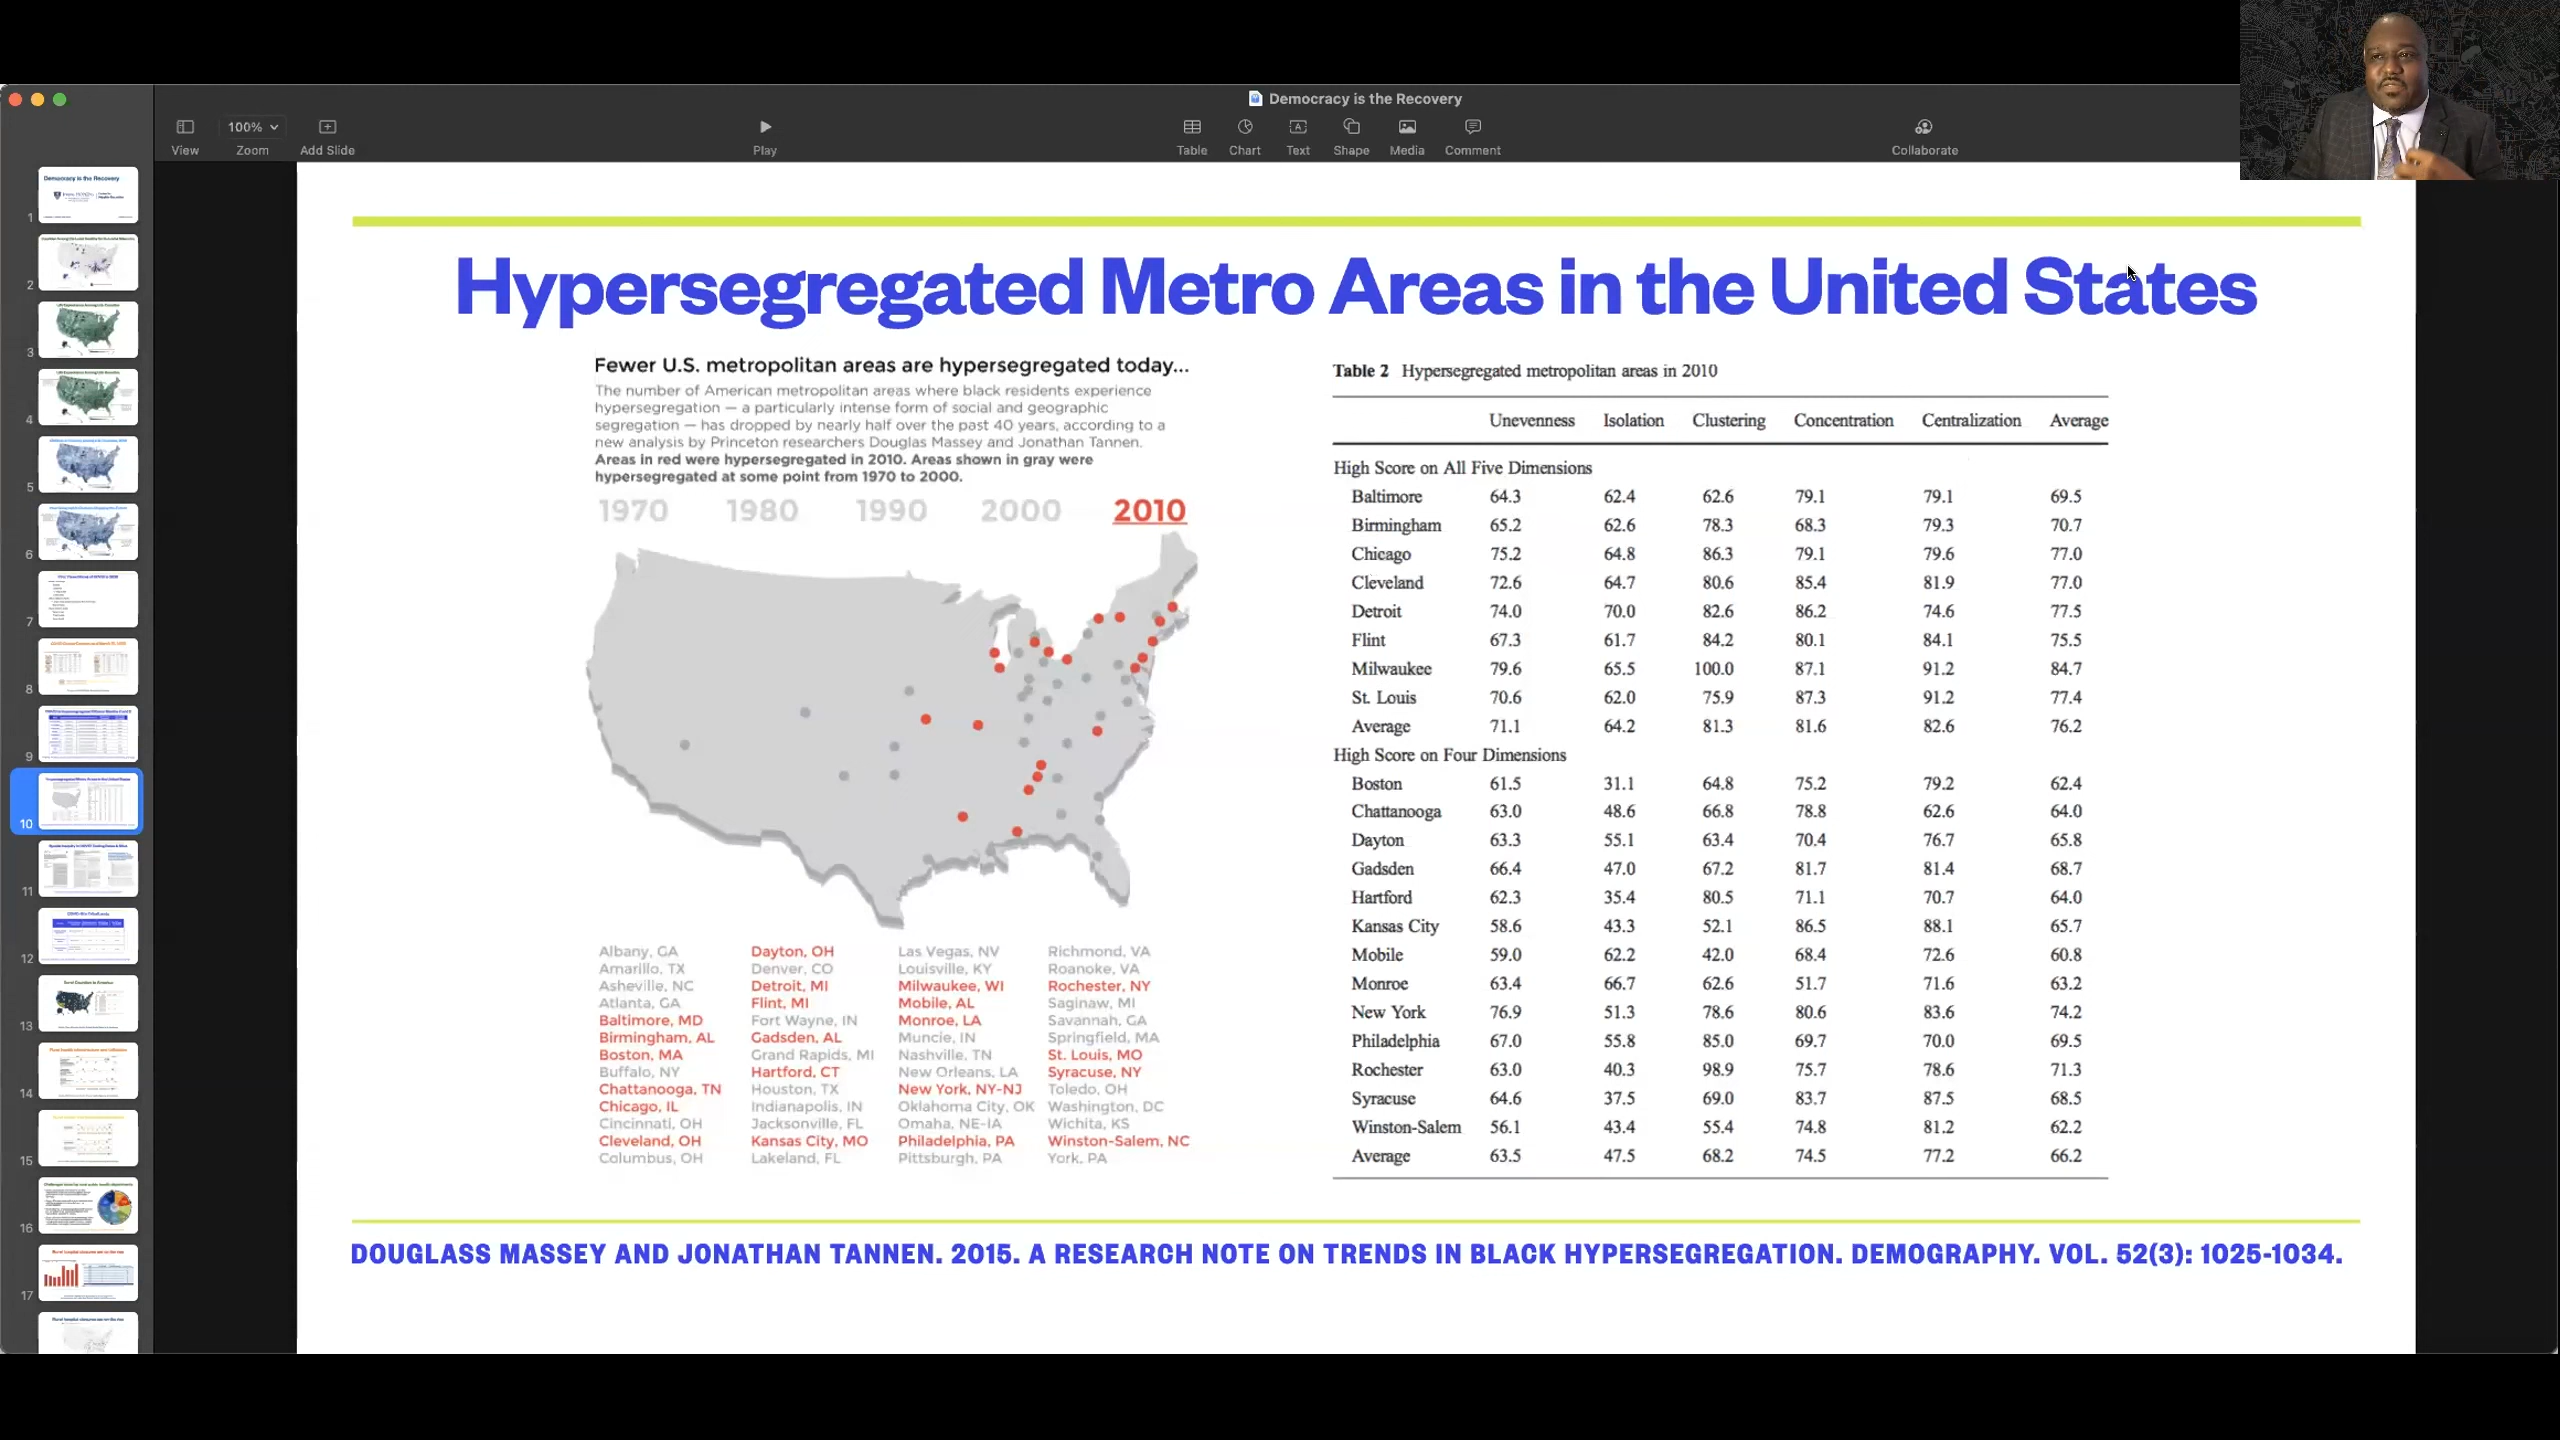 Democracy is the Recovery
100%
View
Zoom
Add Slide
Play
Table
Chart
Text
Shape
Media
Comment
Collaborate
Democracy is the Recovery
1
2
3
4
5
6
7
8
9
10
11
12
13
14
15
16
17
Hypersegregated Metro Areas in the United States
Fewer U.S. metropolitan areas are hypersegregated today...
The number of American metropolitan areas where black residents experience
hypersegregation — a particularly intense form of social and geographic
segregation — has dropped by nearly half over the past 40 years, according to a
new analysis by Princeton researchers Douglas Massey and Jonathan Tannen.
Areas in red were hypersegregated in 2010. Areas shown in gray were
hypersegregated at some point from 1970 to 2000.
1970 1980 1990 2000 2010
Albany, GA Dayton, OH Las Vegas, NV Richmond, VA
Amarillo, TX Denver, CO Louisville, KY Roanoke, VA
Asheville, NC Detroit, MI Milwaukee, WI Rochester, NY
Atlanta, GA Flint, MI Mobile, AL Saginaw, MI
Baltimore, MD Fort Wayne, IN Monroe, LA Savannah, GA
Birmingham, AL Gadsden, AL Muncie, IN Springfield, MA
Boston, MA Grand Rapids, MI Nashville, TN St. Louis, MO
Buffalo, NY Hartford, CT New Orleans, LA Syracuse, NY
Chattanooga, TN Houston, TX New York, NY-NJ Toledo, OH
Chicago, IL Indianapolis, IN Oklahoma City, OK Washington, DC
Cincinnati, OH Jacksonville, FL Omaha, NE-IA Wichita, KS
Cleveland, OH Kansas City, MO Philadelphia, PA Winston-Salem, NC
Columbus, OH Lakeland, FL Pittsburgh, PA York, PA
Table 2 Hypersegregated metropolitan areas in 2010
Unevenness Isolation Clustering Concentration Centralization Average
High Score on All Five Dimensions
Baltimore 64.3 62.4 62.6 79.1 79.1 69.5
Birmingham 65.2 62.6 78.3 68.3 79.3 70.7
Chicago 75.2 64.8 86.3 79.1 79.6 77.0
Cleveland 72.6 64.7 80.6 85.4 81.9 77.0
Detroit 74.0 70.0 82.6 86.2 74.6 77.5
Flint 67.3 61.7 84.2 80.1 84.1 75.5
Milwaukee 79.6 65.5 100.0 87.1 91.2 84.7
St. Louis 70.6 62.0 75.9 87.3 91.2 77.4
Average 71.1 64.2 81.3 81.6 82.6 76.2
High Score on Four Dimensions
Boston 61.5 31.1 64.8 75.2 79.2 62.4
Chattanooga 63.0 48.6 66.8 78.8 62.6 64.0
Dayton 63.3 55.1 63.4 70.4 76.7 65.8
Gadsden 66.4 47.0 67.2 81.7 81.4 68.7
Hartford 62.3 35.4 80.5 71.1 70.7 64.0
Kansas City 58.6 43.3 52.1 86.5 88.1 65.7
Mobile 59.0 62.2 42.0 68.4 72.6 60.8
Monroe 63.4 66.7 62.6 51.7 71.6 63.2
New York 76.9 51.3 78.6 80.6 83.6 74.2
Philadelphia 67.0 55.8 85.0 69.7 70.0 69.5
Rochester 63.0 40.3 98.9 75.7 78.6 71.3
Syracuse 64.6 37.5 69.0 83.7 87.5 68.5
Winston-Salem 56.1 43.4 55.4 74.8 81.2 62.2
Average 63.5 47.5 68.2 74.5 77.2 66.2
DOUGLASS MASSEY AND JONATHAN TANNEN. 2015. A RESEARCH NOTE ON TRENDS IN BLACK HYPERSEGREGATION. DEMOGRAPHY. VOL. 52(3): 1025-1034.